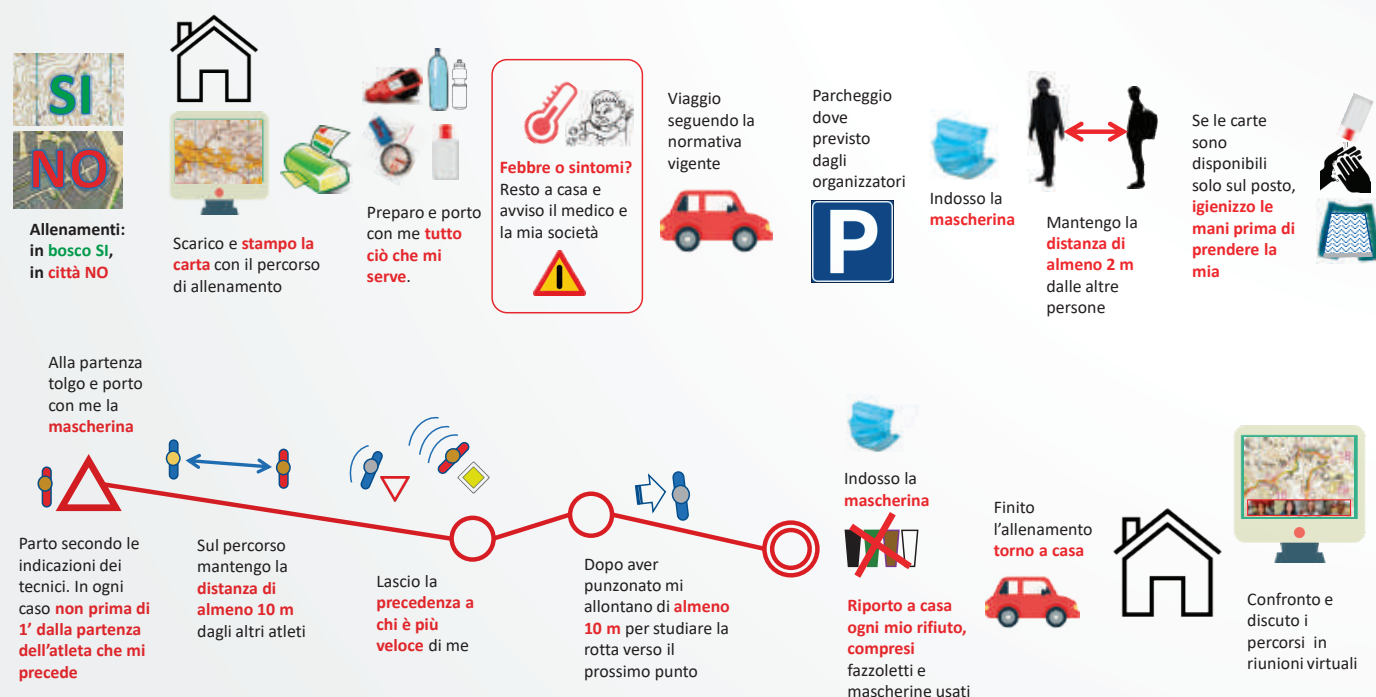 SI
NO
Allenamenti:
in bosco SI,
in città NO
Scarico e stampo la
carta con il percorso
di allenamento
Preparo e porto
con me tutto
ciò che mi
serve.
Febbre o sintomi?
Resto a casa e
avviso il medico e
la mia società
Viaggio
seguendo la
normativa
vigente
Parcheggio
dove
previsto
dagli
organizzatori
P
Indosso la
mascherina
Mantengo la
distanza di
almeno 2 m
dalle altre
persone
Se le carte
sono
disponibili
solo sul posto,
igienizzo le
mani prima di
prendere la
mia
Alla partenza
tolgo e porto
con me la
mascherina
Parto secondo le
indicazioni dei
tecnici. In ogni
caso non prima di
1’ dalla partenza
dell’atleta che mi
precede
Sul percorso
mantengo la
distanza di
almeno 10 m
dagli altri atleti
Lascio la
precedenza a
chi è più
veloce di me
Dopo aver
punzonato mi
allontano di almeno
10 m per studiare la
rotta verso il
prossimo punto
Indosso la
mascherina
Riporto a casa
ogni mio rifiuto,
compresi
fazzoletti e
mascherine usati
Finito
l’allenamento
torno a casa
Confronto e
discuto i
percorsi in
riunioni virtuali